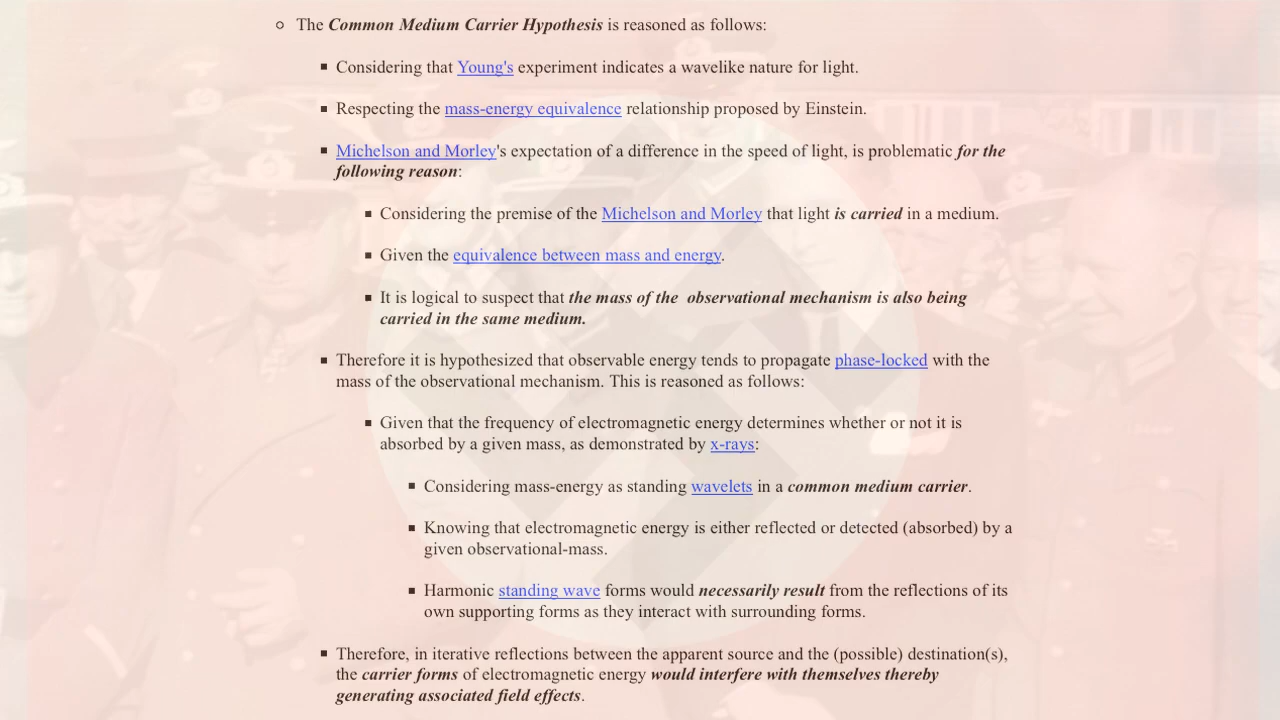 The Common Medium Carrier Hypothesis is reasoned as follows:
Considering that Young's experiment indicates a wavelike nature for light.
Respecting the mass-energy equivalence relationship proposed by Einstein.
Michelson and Morley's expectation of a difference in the speed of light, is problematic for the
following reason:
Considering the premise of the Michelson and Morley that light is carried in a medium.
Given the equivalence between mass and energy.
It is logical to suspect that the mass of the  observational mechanism is also being
carried in the same medium.
Therefore it is hypothesized that observable energy tends to propagate phase-locked with the
mass of the observational mechanism. This is reasoned as follows:
Given that the frequency of electromagnetic energy determines whether or not it is
absorbed by a given mass, as demonstrated by x-rays:
Considering mass-energy as standing wavelets in a common medium carrier.
Knowing that electromagnetic energy is either reflected or detected (absorbed) by a
given observational-mass.
Harmonic standing wave forms would necessarily result from the reflections of its
own supporting forms as they interact with surrounding forms.
Therefore, in iterative reflections between the apparent source and the (possible) destination(s),
the carrier forms of electromagnetic energy would interfere with themselves thereby
generating associated field effects.